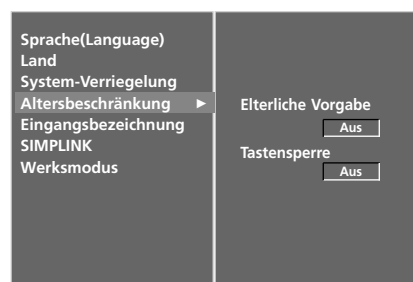 Sprache(Language)
Land
System-Verriegelung
Altersbeschränkung ►
Eingangsbezeichnung
SIMPLINK
Werksmodus
Elterliche Vorgabe
Aus
Tastensperre
Aus